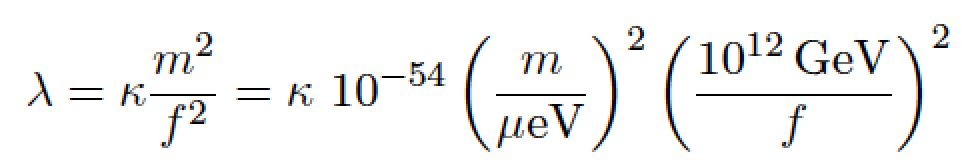 λ = κ m²/f² = κ 10⁻⁵⁴ (m/μeV)² (10¹² GeV/f)²